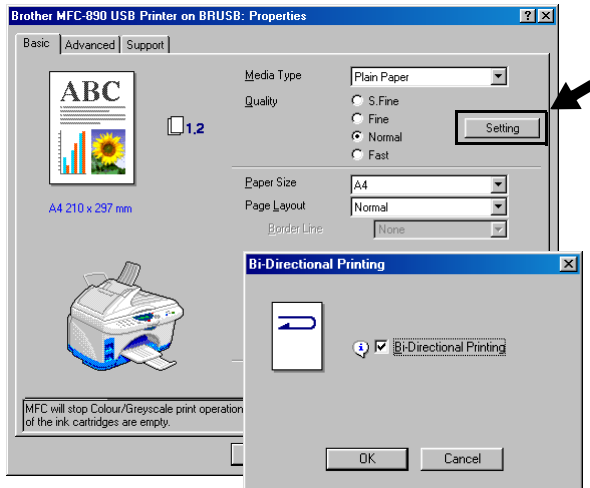 Brother MFC-890 USB Printer on BRUSB: Properties
Basic Advanced Support
ABC
1,2
A4 210 x 297 mm
Media Type Plain Paper
Quality S.Fine
Fine
Normal Setting
Fast
Paper Size A4
Page Layout Normal
Border Line None
MFC will stop Colour/Greyscale print operation
of the ink cartridges are empty.
Bi-Directional Printing
Bi-Directional Printing
OK Cancel